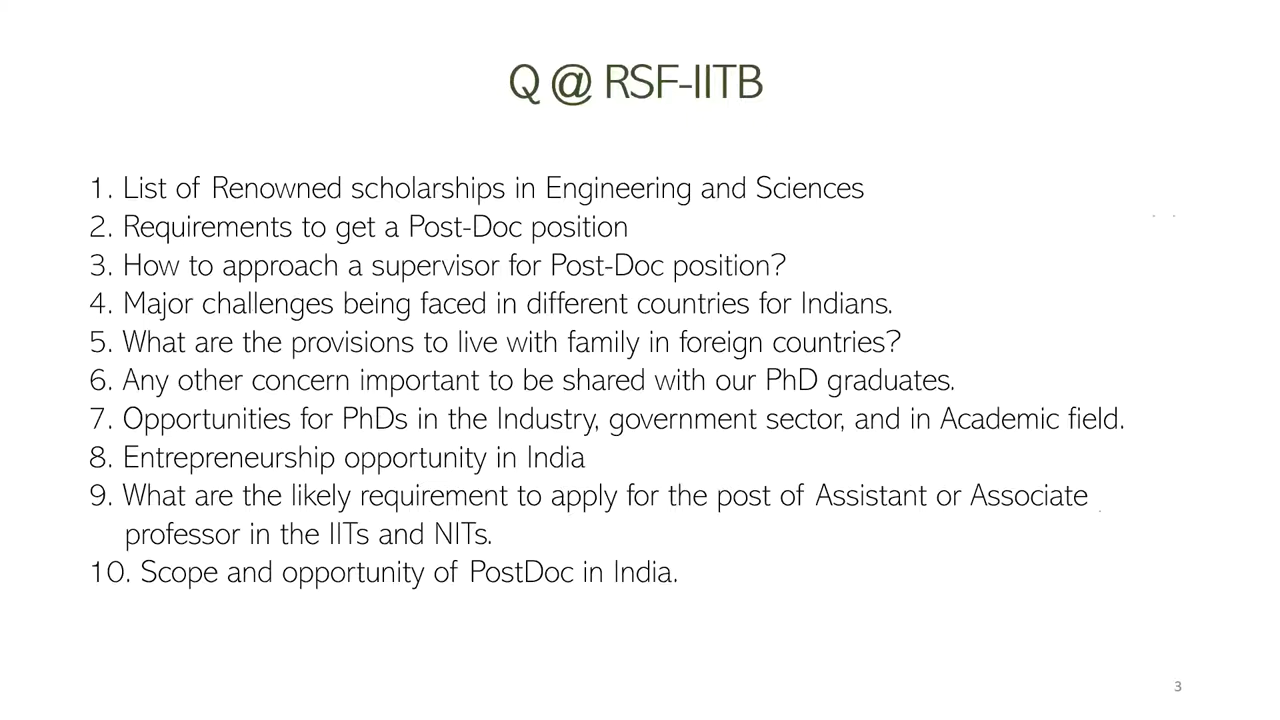 Q @ RSF-IITB
1. List of Renowned scholarships in Engineering and Sciences
2. Requirements to get a Post-Doc position
3. How to approach a supervisor for Post-Doc position?
4. Major challenges being faced in different countries for Indians.
5. What are the provisions to live with family in foreign countries?
6. Any other concern important to be shared with our PhD graduates.
7. Opportunities for PhDs in the Industry, government sector, and in Academic field.
8. Entrepreneurship opportunity in India
9. What are the likely requirement to apply for the post of Assistant or Associate
professor in the IITs and NITs.
10. Scope and opportunity of PostDoc in India.
3